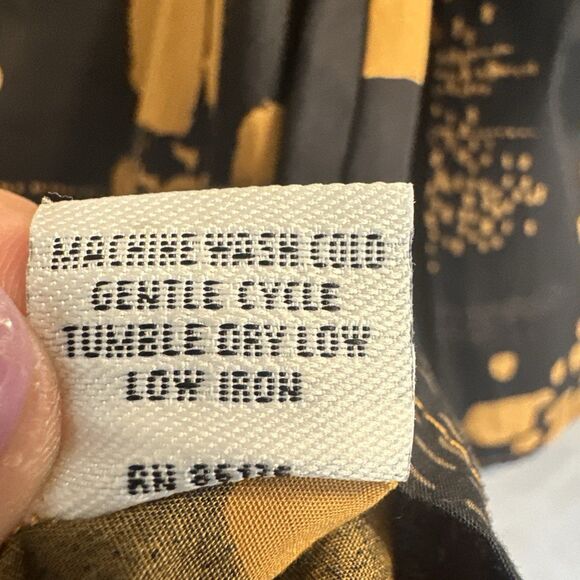 MACHINE WASH COLD
GENTLE CYCLE
TUMBLE DRY LOW
LOW IRON
RN